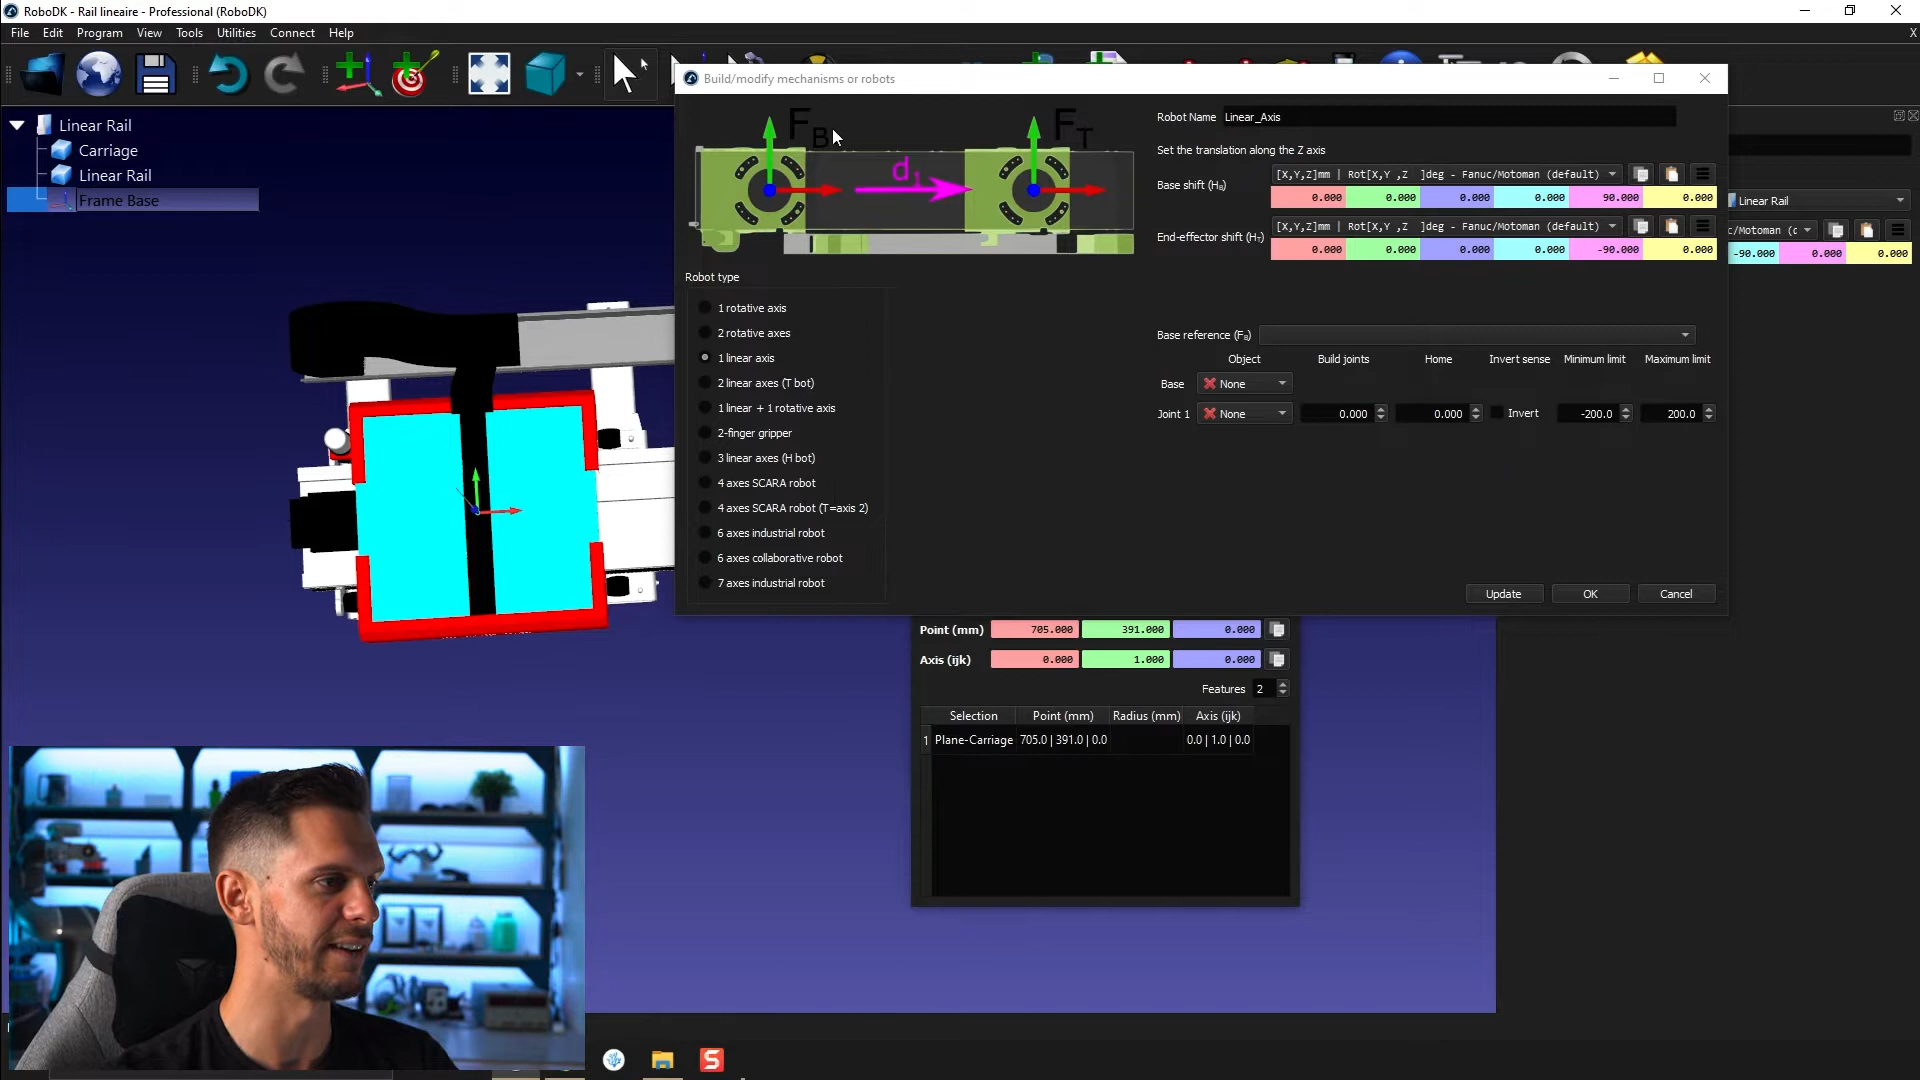 RoboDK - Rail lineaire - Professional (RoboDK)
File Edit Program View Tools Utilities Connect Help
X
Build/modify mechanisms or robots
Linear Rail
Carriage
Linear Rail
Frame Base
FB
FT
d1
Robot Name Linear_Axis
Set the translation along the Z axis
Base shift (HB)
[X,Y,Z]mm | Rot[X,Y ,Z ]deg - Fanuc/Motoman (default)
0.000 0.000 0.000 0.000 90.000 0.000
End-effector shift (HT)
[X,Y,Z]mm | Rot[X,Y ,Z ]deg - Fanuc/Motoman (default)
0.000 0.000 0.000 0.000 -90.000 0.000
Linear Rail
c/Motoman (c
-90.000 0.000 0.000
Robot type
1 rotative axis
2 rotative axes
1 linear axis
2 linear axes (T bot)
1 linear + 1 rotative axis
2-finger gripper
3 linear axes (H bot)
4 axes SCARA robot
4 axes SCARA robot (T=axis 2)
6 axes industrial robot
6 axes collaborative robot
7 axes industrial robot
Base reference (FB)
Object Build joints Home Invert sense Minimum limit Maximum limit
Base None
Joint 1 None 0.000 0.000 Invert -200.0 200.0
Update OK Cancel
Point (mm) 705.000 391.000 0.000
Axis (ijk) 0.000 1.000 0.000
Features 2
Selection Point (mm) Radius (mm) Axis (ijk)
1 Plane-Carriage 705.0 | 391.0 | 0.0 0.0 | 1.0 | 0.0
S